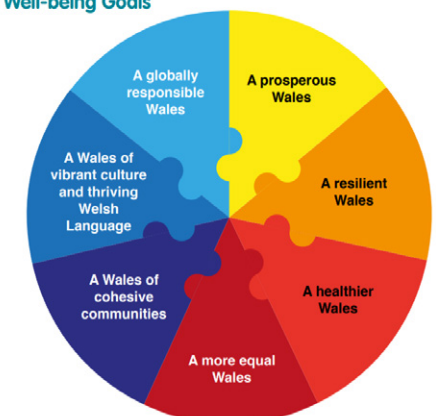 Well-being Goals
A globally
responsible
Wales
A prosperous
Wales
A Wales of
vibrant culture
and thriving
Welsh
Language
A resilient
Wales
A Wales of
cohesive
communities
A healthier
Wales
A more equal
Wales